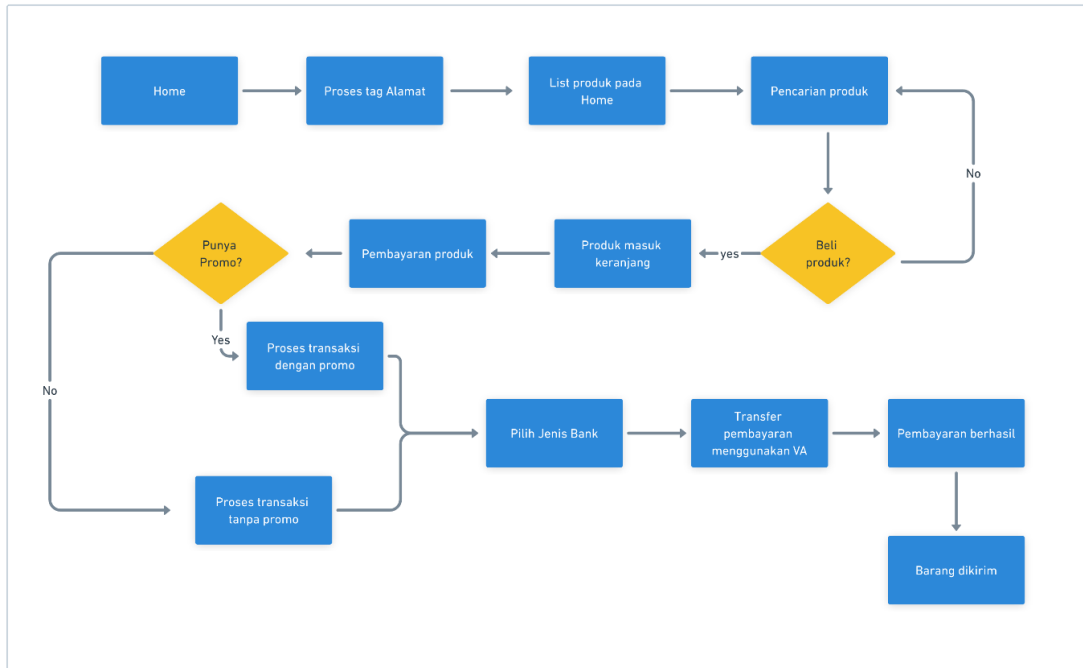 Home
Proses tag Alamat
List produk pada
Home
Pencarian produk
No
Beli
produk?
yes
Produk masuk
keranjang
Pembayaran produk
Punya
Promo?
Yes
Proses transaksi
dengan promo
No
Proses transaksi
tanpa promo
Pilih Jenis Bank
Transfer
pembayaran
menggunakan VA
Pembayaran berhasil
Barang dikirim